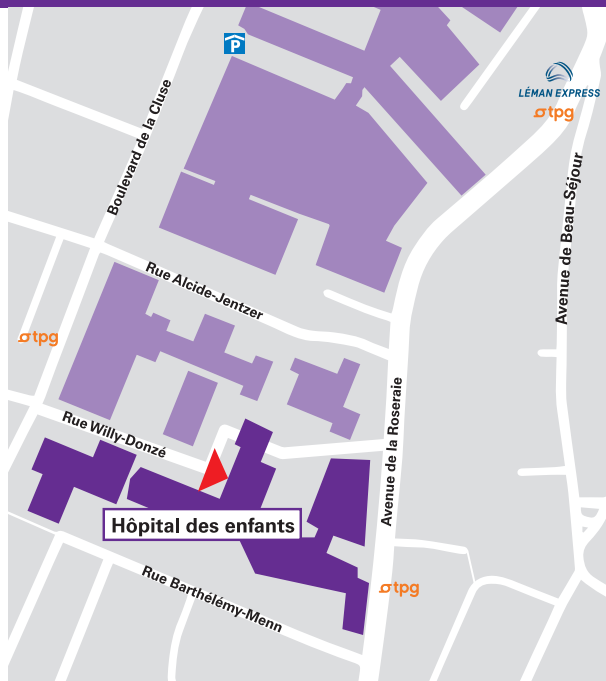 P
LÉMAN EXPRESS
tpg
Boulevard de la Cluse
Avenue de Beau-Séjour
Rue Alcide-Jentzer
tpg
Avenue de la Roseraie
Rue Willy-Donzé
Hôpital des enfants
tpg
Rue Barthélémy-Menn